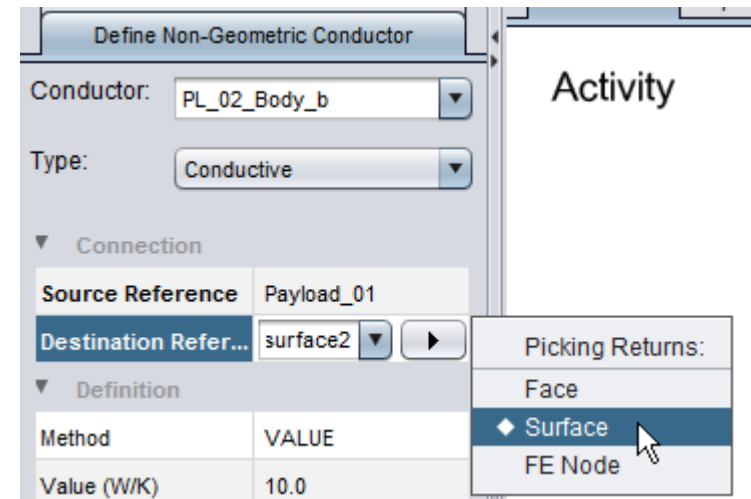 Define Non-Geometric Conductor
Conductor: PL_02_Body_b
Activity
Type: Conductive
Connection
Source Reference Payload_01
Destination Refer... surface2
Picking Returns:
Definition
Face
Method VALUE
Surface
FE Node
Value (W/K) 10.0